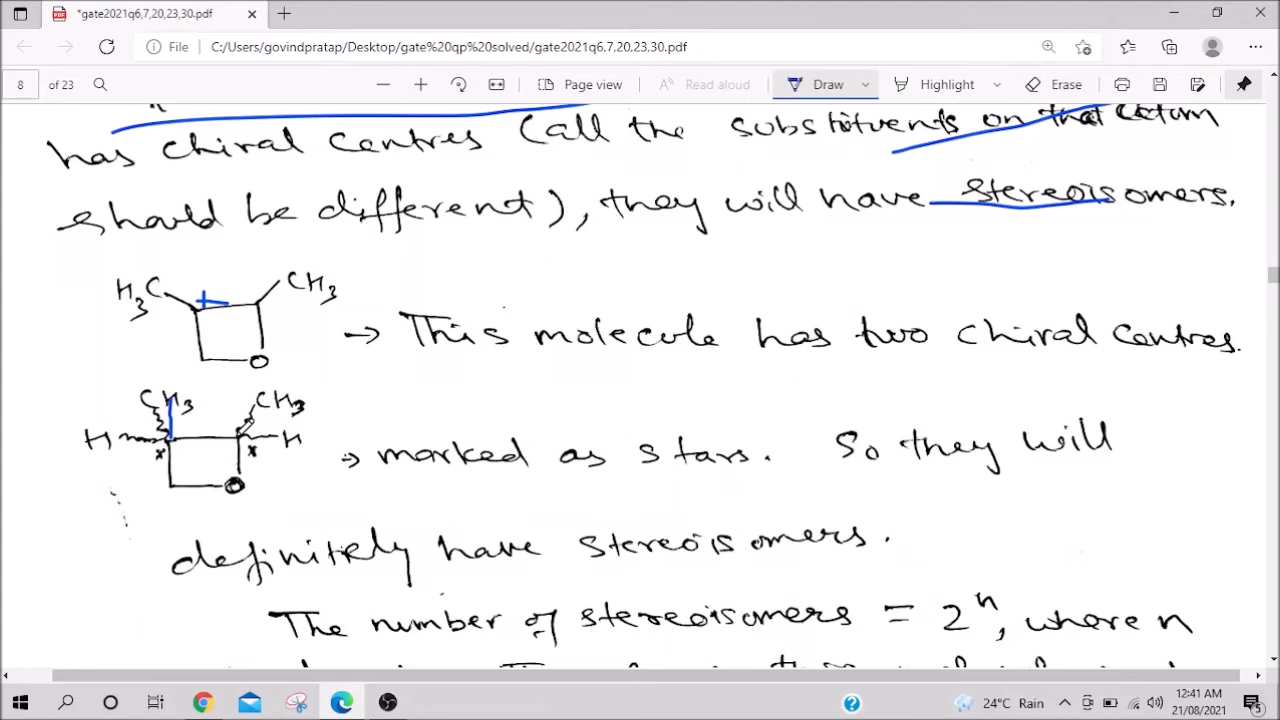 *gate2021q6,7,20,23,30.pdf
File C:/Users/govindpratap/Desktop/gate%20qp%20solved/gate2021q6,7,20,23,30.pdf
8 of 23 Page view Read aloud Draw Highlight Erase
has chiral centres (all the substituents on that
should be different), they will have stereoisomers.
H3C CH3
O
→ This molecule has two chiral centres.
CH3 CH3
H H
* *
O
→ marked as stars. So they will
definitely have stereoisomers.
The number of stereoisomers = 2^n, where n
24°C Rain 12:41 AM
21/08/2021
5